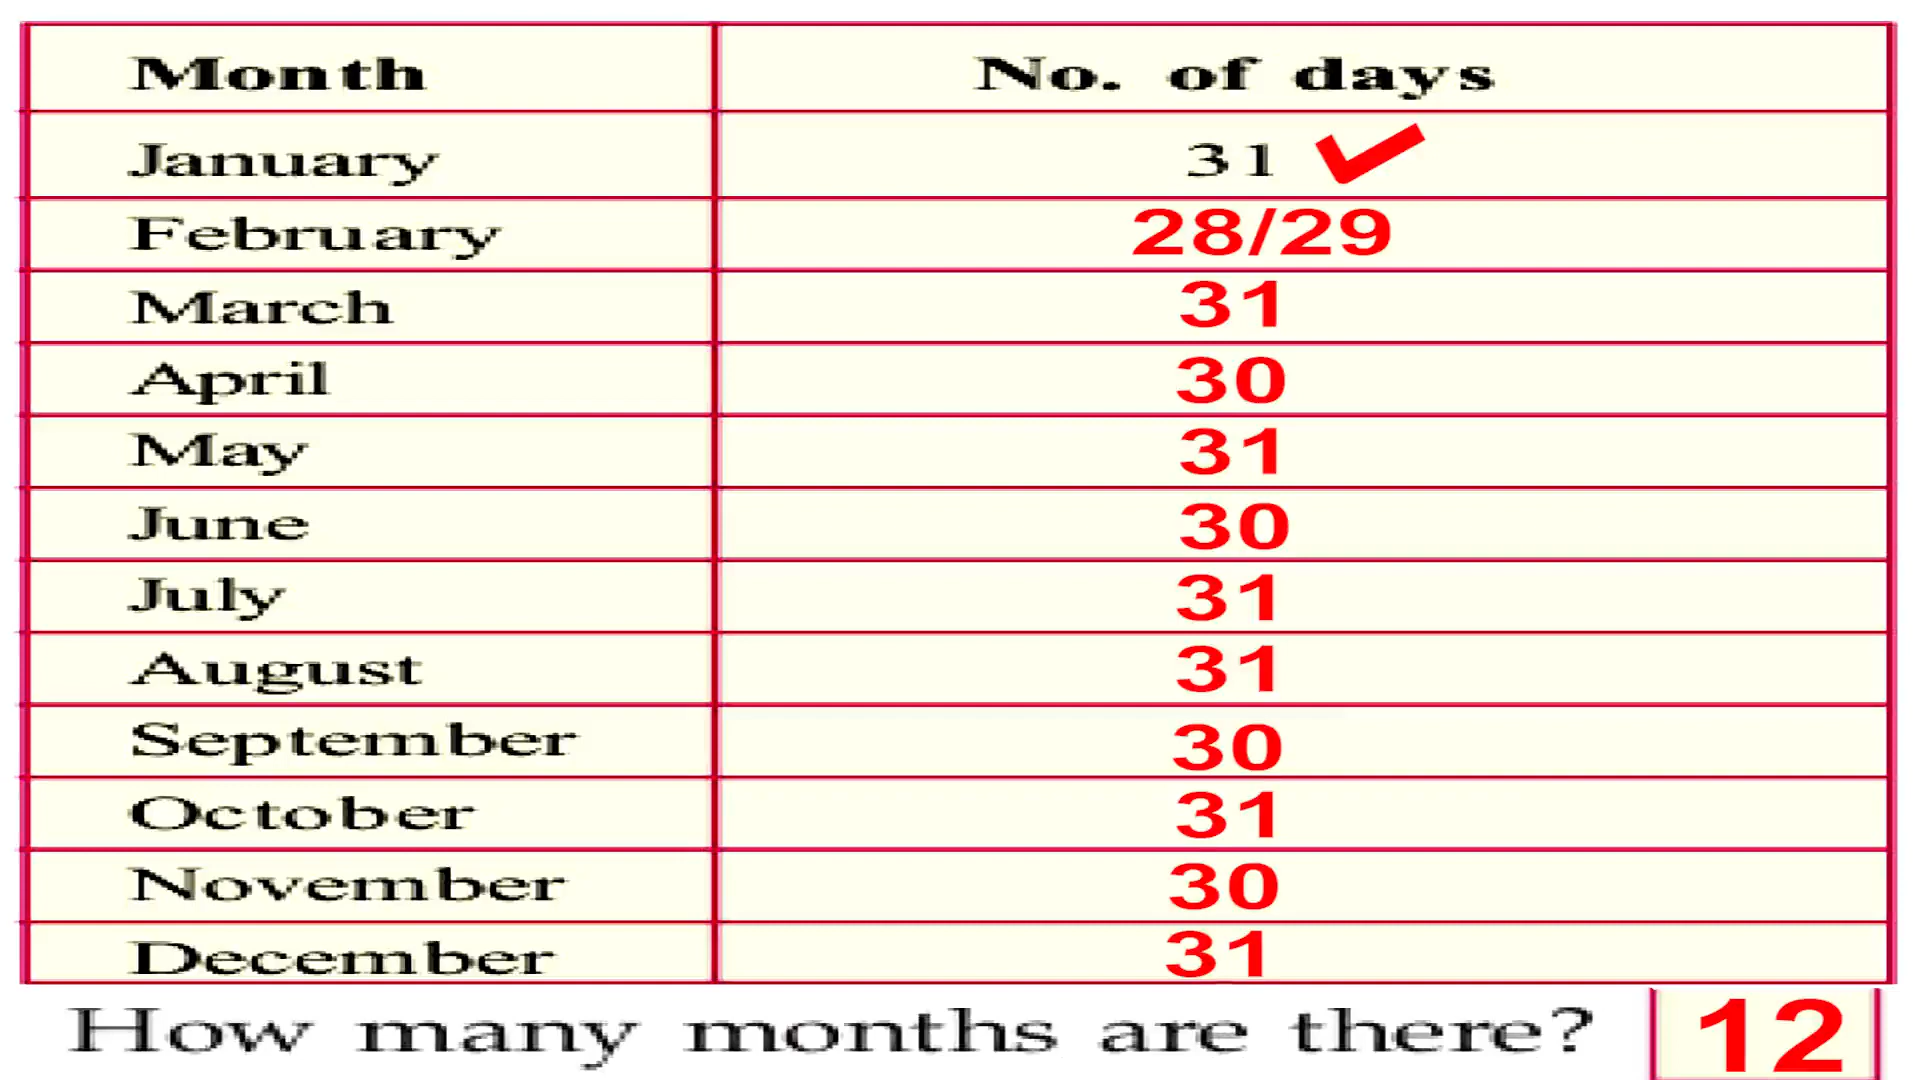 Month No. of days
January 31
February 28/29
March 31
April 30
May 31
June 30
July 31
August 31
September 30
October 31
November 30
December 31
How many months are there? 12